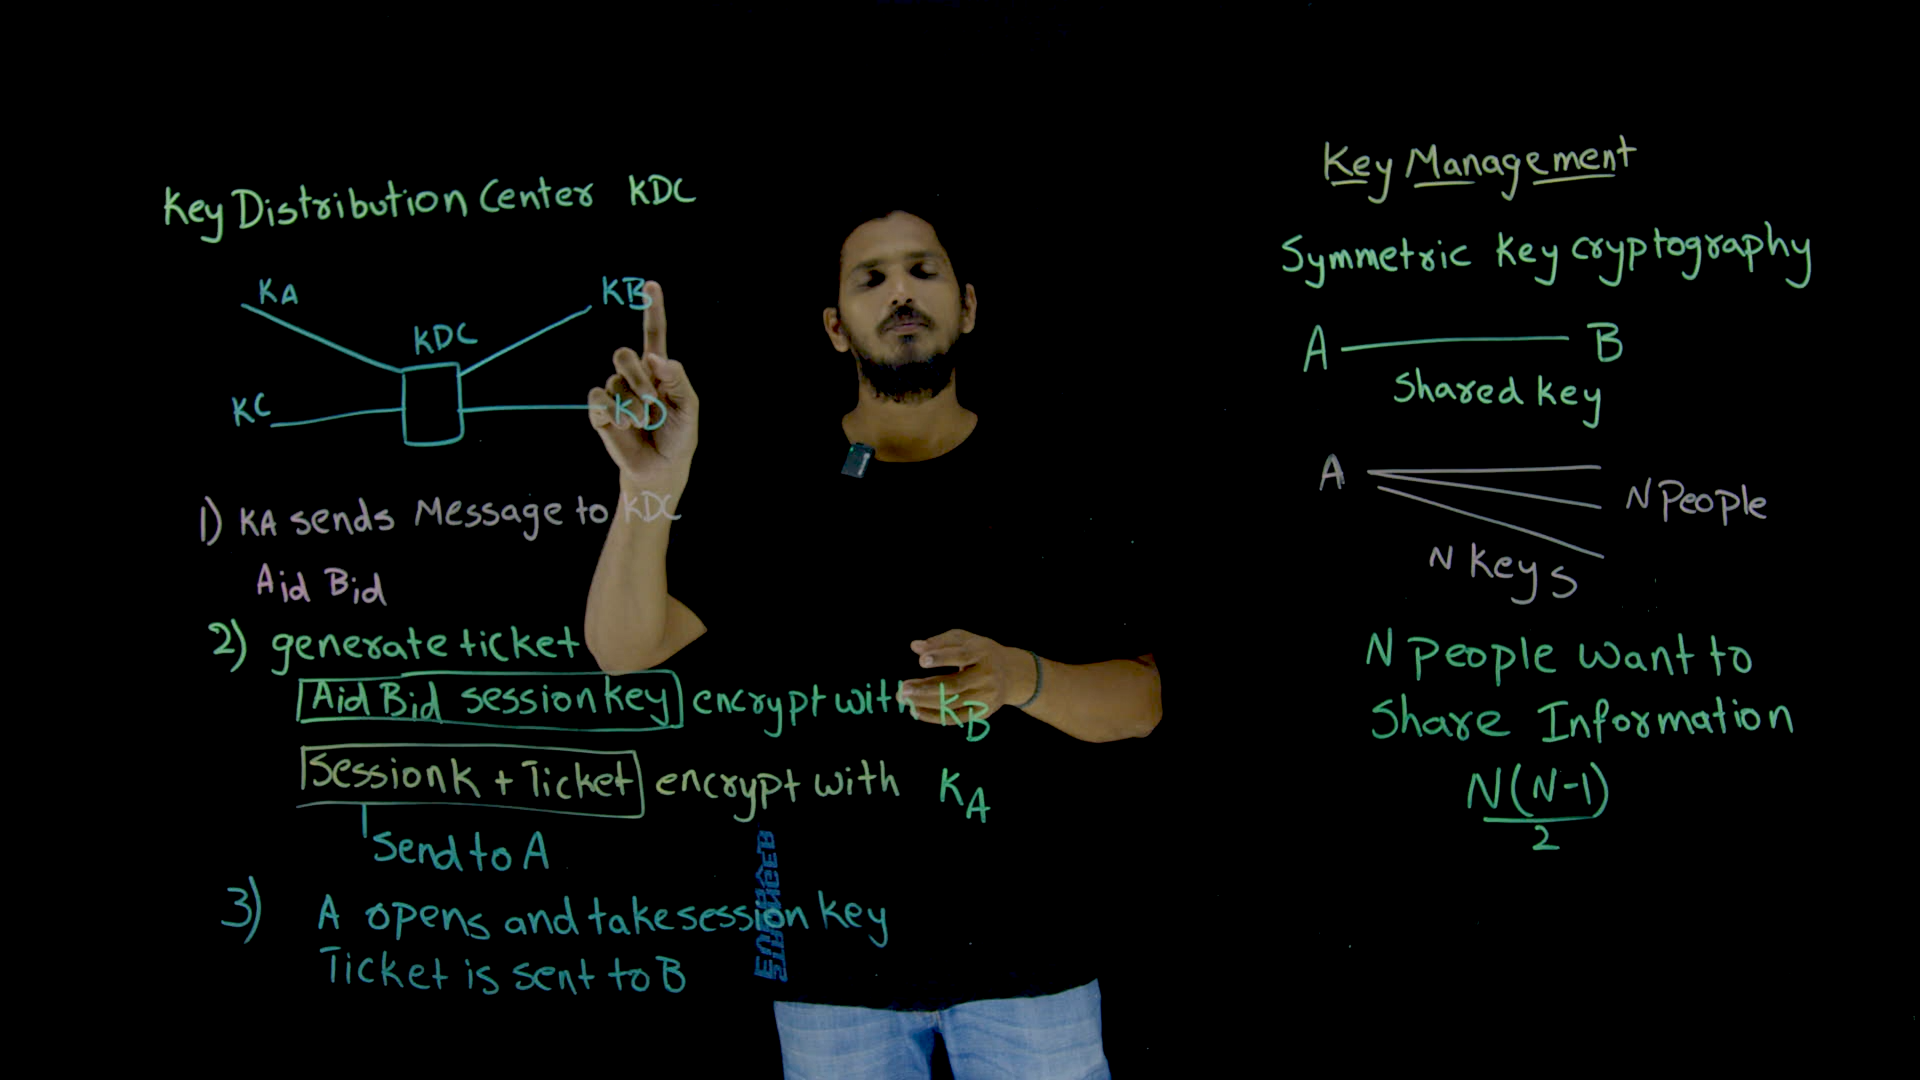 Key Distribution Center KDC
KA
KB
KDC
KC
KD
1) KA sends Message to KDC
Aid Bid
2) generate ticket
Aid Bid session key encrypt with KB
Session K + Ticket encrypt with KA
Send to A
3) A opens and take session key
Ticket is sent to B
Key Management
Symmetric Key cryptography
A B
Shared key
A
N People
N keys
N people want to
Share Information
N(N-1)
2